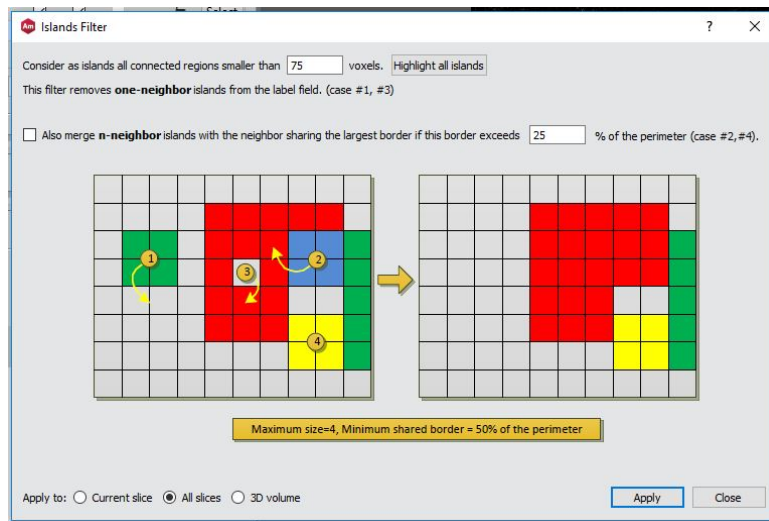 Select
Am Islands Filter ? X
Consider as islands all connected regions smaller than 75 voxels. Highlight all islands
This filter removes one-neighbor islands from the label field. (case #1, #3)
Also merge n-neighbor islands with the neighbor sharing the largest border if this border exceeds 25 % of the perimeter (case #2,#4).
1
2
3
4
Maximum size=4, Minimum shared border = 50% of the perimeter
Apply to: Current slice All slices 3D volume Apply Close